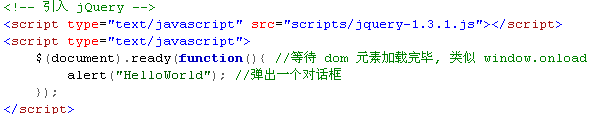 <!-- 引入 jQuery -->
<script type="text/javascript" src="scripts/jquery-1.3.1.js"></script>
<script type="text/javascript">
$(document).ready(function(){ //等待 dom 元素加载完毕, 类似 window.onload
alert("HelloWorld"); //弹出一个对话框
});
</script>